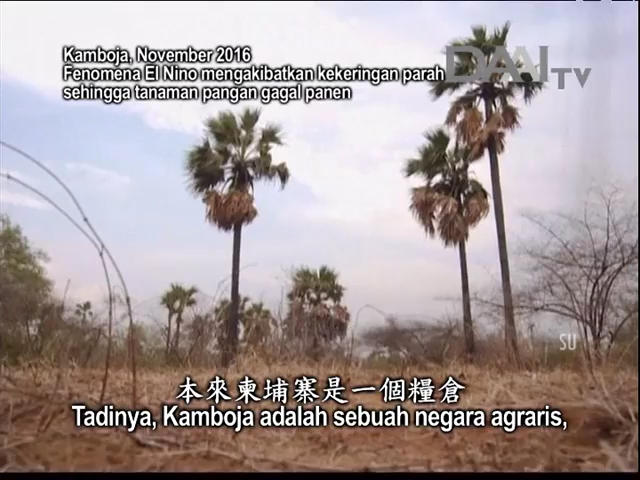 Kamboja, November 2016
Fenomena El Nino mengakibatkan kekeringan parah
sehingga tanaman pangan gagal panen
DAAI TV
SU
本來柬埔寨是一個糧倉
Tadinya, Kamboja adalah sebuah negara agraris,